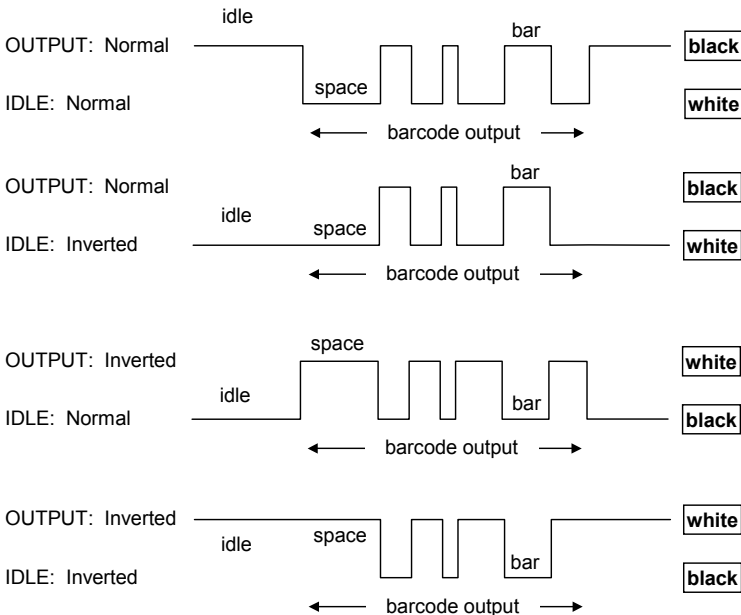 idle
OUTPUT: Normal bar black
space
IDLE: Normal white
barcode output
bar
OUTPUT: Normal black
idle space
IDLE: Inverted white
barcode output
space
OUTPUT: Inverted white
idle bar
IDLE: Normal black
barcode output
OUTPUT: Inverted white
idle space
bar
IDLE: Inverted black
barcode output